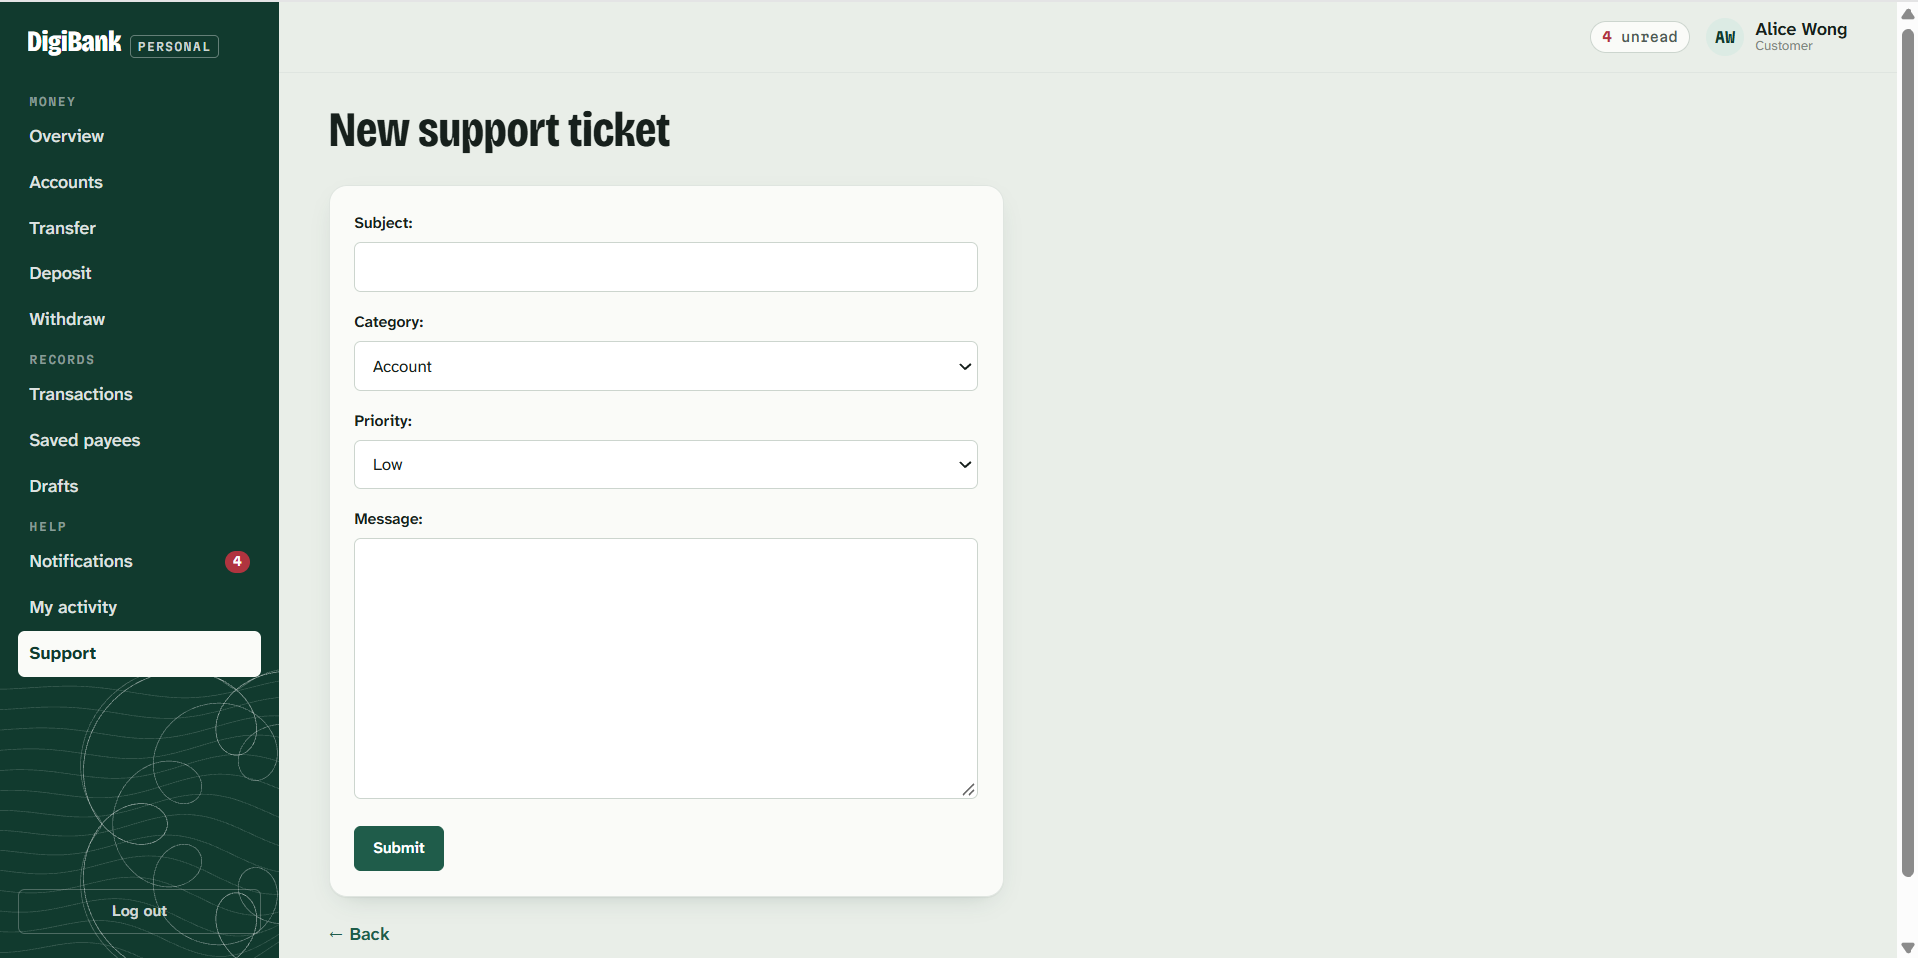 DigiBank PERSONAL
MONEY
Overview
Accounts
Transfer
Deposit
Withdraw
RECORDS
Transactions
Saved payees
Drafts
HELP
Notifications 4
My activity
Support
Log out
4 unread
AW
Alice Wong
Customer
New support ticket
Subject:
Category:
Account
Priority:
Low
Message:
Submit
← Back